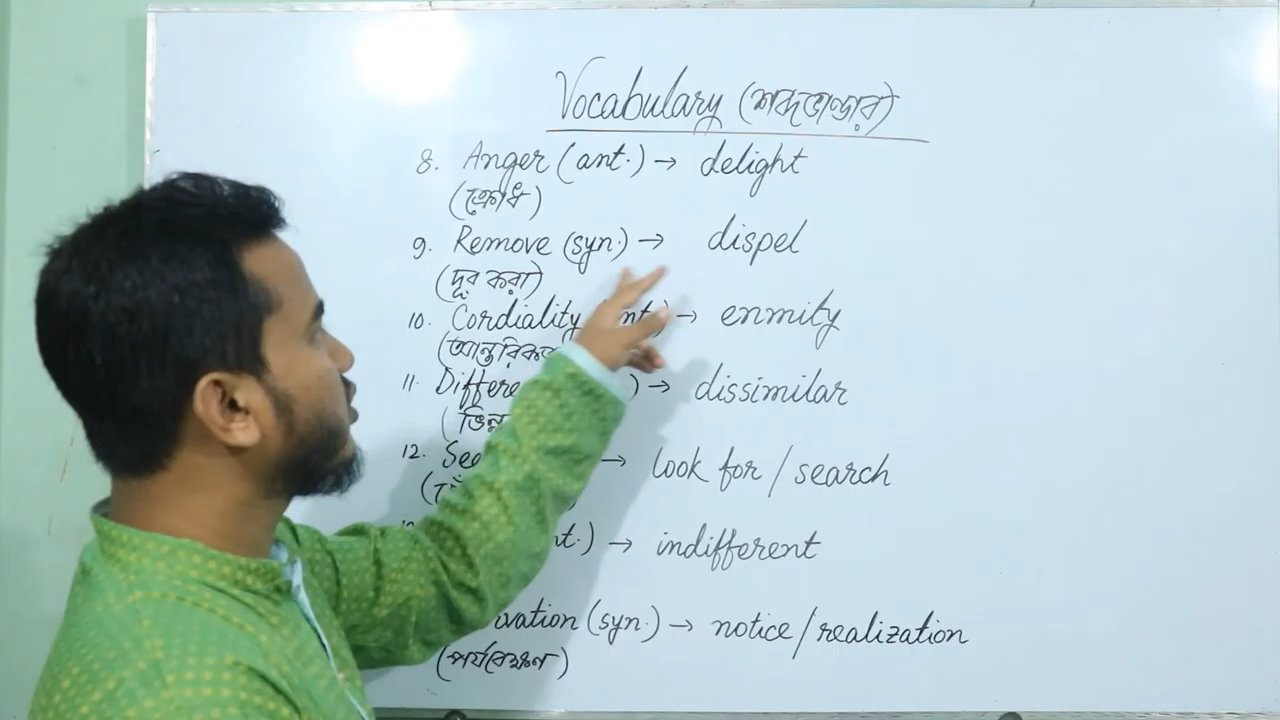 Vocabulary (শব্দভাণ্ডার)
8. Anger (ant.) → delight
(ক্রোধ)
9. Remove (syn.) → dispel
(দূর করা)
10. Cordiality → enmity
11. → dissimilar
12. → look for / search
→ indifferent
(syn.) → notice/realization
(পর্যবেক্ষণ)